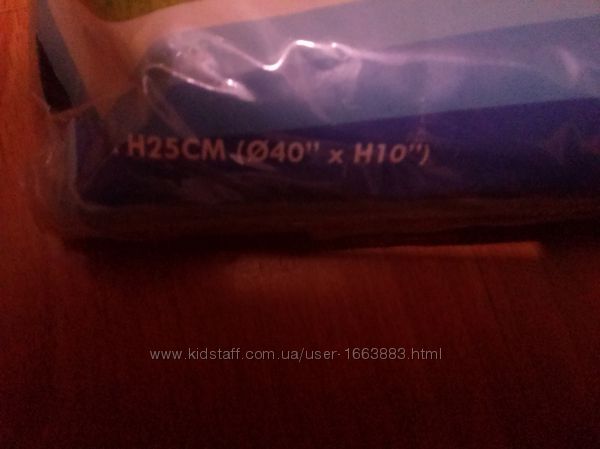 H25CM (Ø40" x H10")
www.kidstaff.com.ua/user-1663883.html